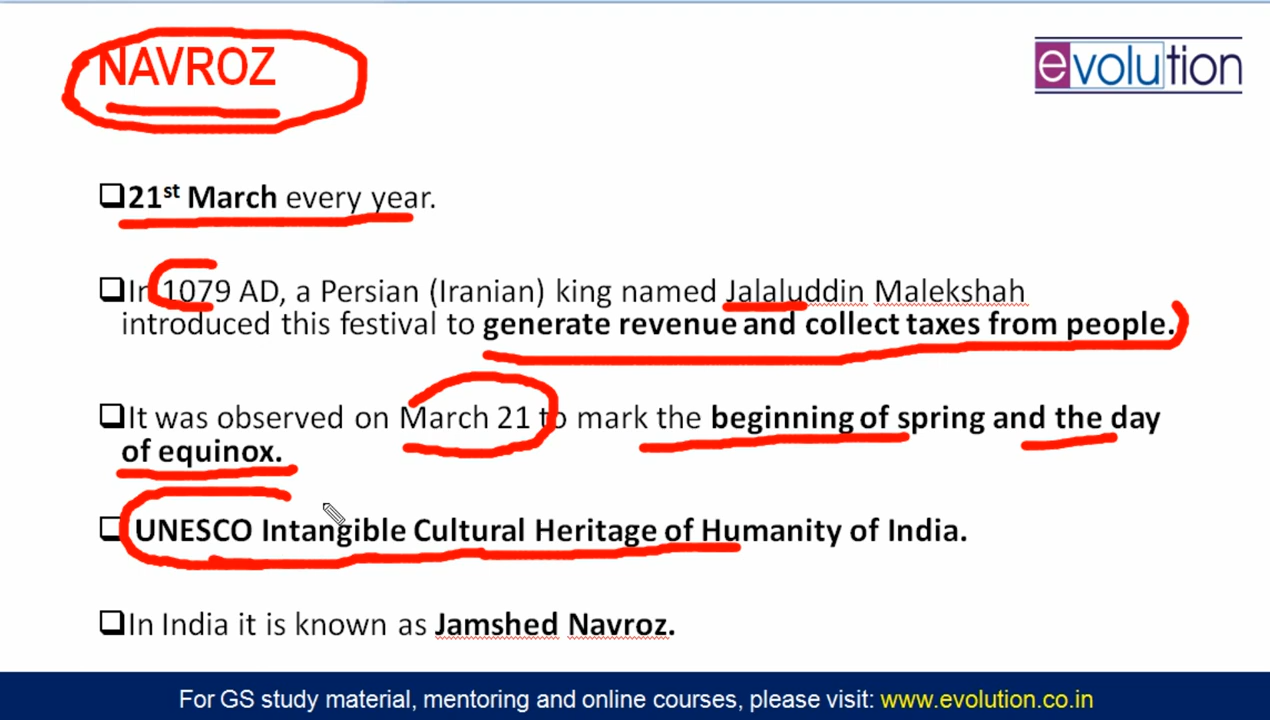 NAVROZ
evolution
21st March every year.
In 1079 AD, a Persian (Iranian) king named Jalaluddin Malekshah
introduced this festival to generate revenue and collect taxes from people.
It was observed on March 21 to mark the beginning of spring and the day
of equinox.
UNESCO Intangible Cultural Heritage of Humanity of India.
In India it is known as Jamshed Navroz.
For GS study material, mentoring and online courses, please visit: www.evolution.co.in